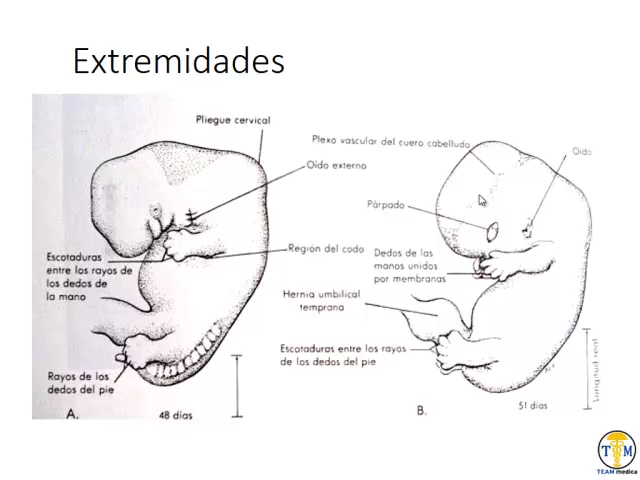 Extremidades
Pliegue cervical
Plexo vascular del cuero cabelludo
Oído
Oído externo
Párpado
Escotaduras
entre los rayos de
los dedos de
la mano
Región del codo
Dedos de las
manos unidos
por membranas
Hernia umbilical
temprana
Escotaduras entre los rayos
de los dedos del pie
Rayos de los
dedos del pie
Longitud real
A.
48 días
B.
51 días
T M
TEAM medica